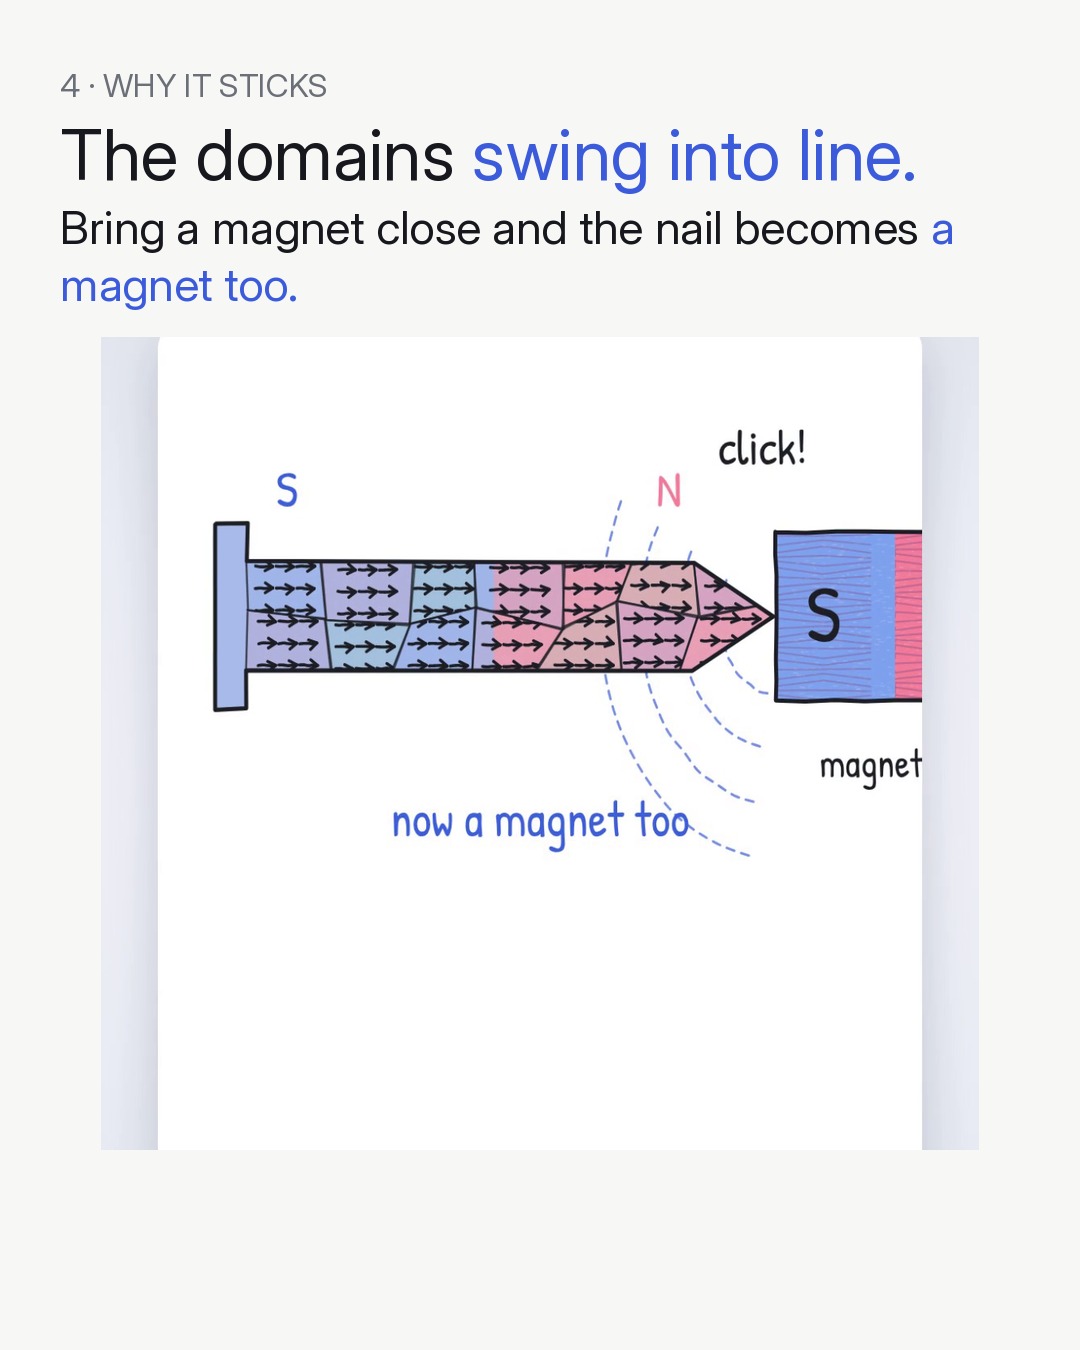 4 · WHY IT STICKS
The domains swing into line.
Bring a magnet close and the nail becomes a
magnet too.
click!
S
N
S
magnet
now a magnet too